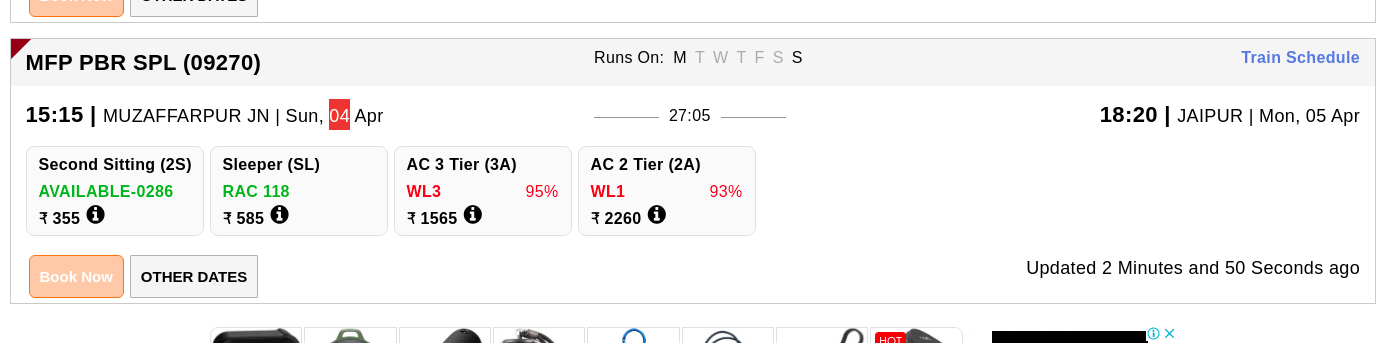 Book Now OTHER DATES
MFP PBR SPL (09270) Runs On: M T W T F S S Train Schedule
15:15 | MUZAFFARPUR JN | Sun, 04 Apr 27:05 18:20 | JAIPUR | Mon, 05 Apr
Second Sitting (2S) Sleeper (SL) AC 3 Tier (3A) AC 2 Tier (2A)
AVAILABLE-0286 RAC 118 WL3 95% WL1 93%
₹ 355 ₹ 585 ₹ 1565 ₹ 2260
Book Now OTHER DATES Updated 2 Minutes and 50 Seconds ago
HOT